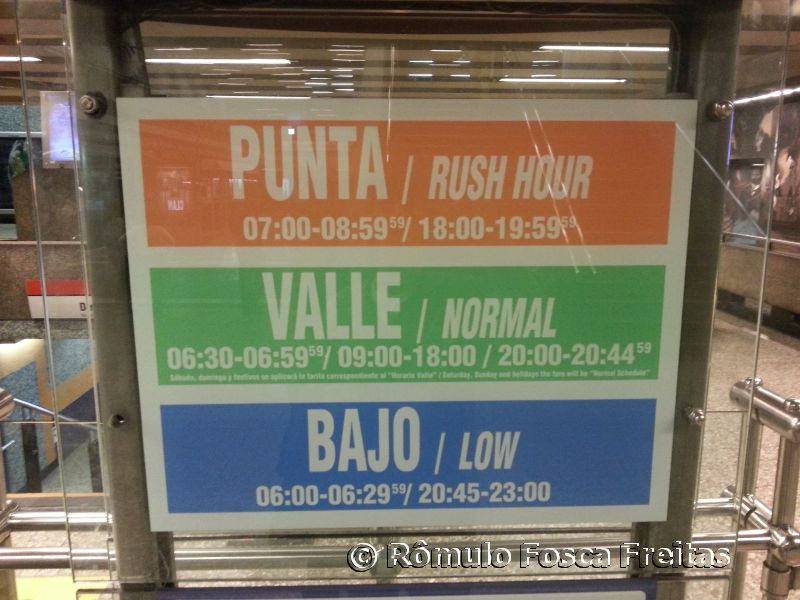 PUNTA / RUSH HOUR
07:00-08:59⁵⁹/ 18:00-19:59⁵⁹
VALLE / NORMAL
06:30-06:59⁵⁹/ 09:00-18:00 / 20:00-20:44⁵⁹
Sábado, domingo y festivos se aplicará la tarifa correspondiente al "Horario Valle" / Saturday, Sunday and holidays the fare will be "Normal Schedule"
BAJO / LOW
06:00-06:29⁵⁹/ 20:45-23:00
© Rômulo Fosca Freitas